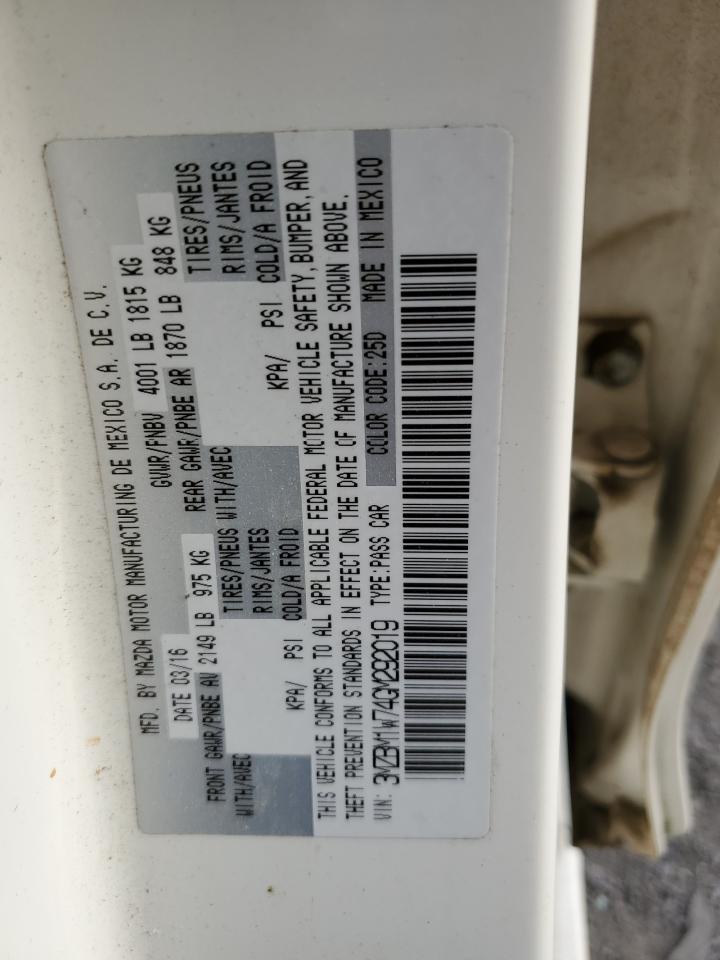 MFD. BY MAZDA MOTOR MANUFACTURING DE MEXICO S.A. DE C.V.
DATE 03/16 GVWR/PNBV 4001 LB 1815 KG
FRONT GAWR/PNBE AV 2149 LB 975 KG REAR GAWR/PNBE AR 1870 LB 848 KG
WITH/AVEC TIRES/PNEUS WITH/AVEC TIRES/PNEUS
RIMS/JANTES RIMS/JANTES
KPA/ PSI COLD/A FROID KPA/ PSI COLD/A FROID
THIS VEHICLE CONFORMS TO ALL APPLICABLE FEDERAL MOTOR VEHICLE SAFETY, BUMPER, AND
THEFT PREVENTION STANDARDS IN EFFECT ON THE DATE OF MANUFACTURE SHOWN ABOVE.
VIN: 3MZBM1W74GM292019 TYPE:PASS CAR COLOR CODE:25D MADE IN MEXICO